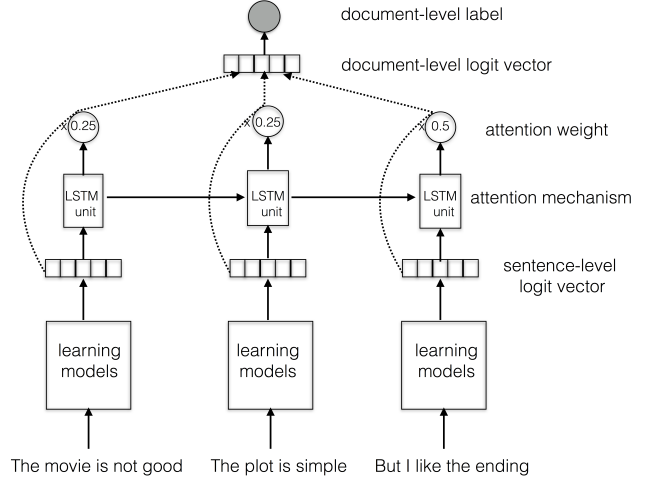 document-level label
document-level logit vector
x 0.25
x 0.25
x 0.5
attention weight
LSTM
unit
LSTM
unit
LSTM
unit
attention mechanism
sentence-level
logit vector
learning
models
learning
models
learning
models
The movie is not good
The plot is simple
But I like the ending